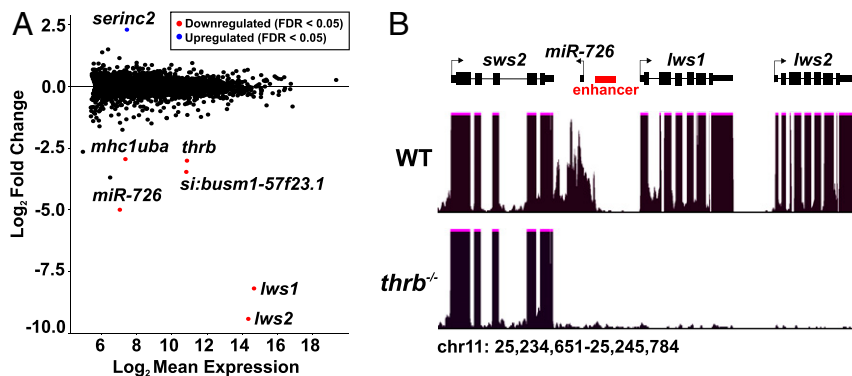 A
serinc2
Downregulated (FDR < 0.05)
Upregulated (FDR < 0.05)
Log2 Fold Change
2.5
0.0
-2.5
-5.0
-7.5
-10.0
mhc1uba
thrb
si:busm1-57f23.1
miR-726
lws1
lws2
6 8 10 12 14 16 18
Log2 Mean Expression
B
sws2
miR-726
lws1
lws2
enhancer
WT
thrb-/-
chr11: 25,234,651-25,245,784